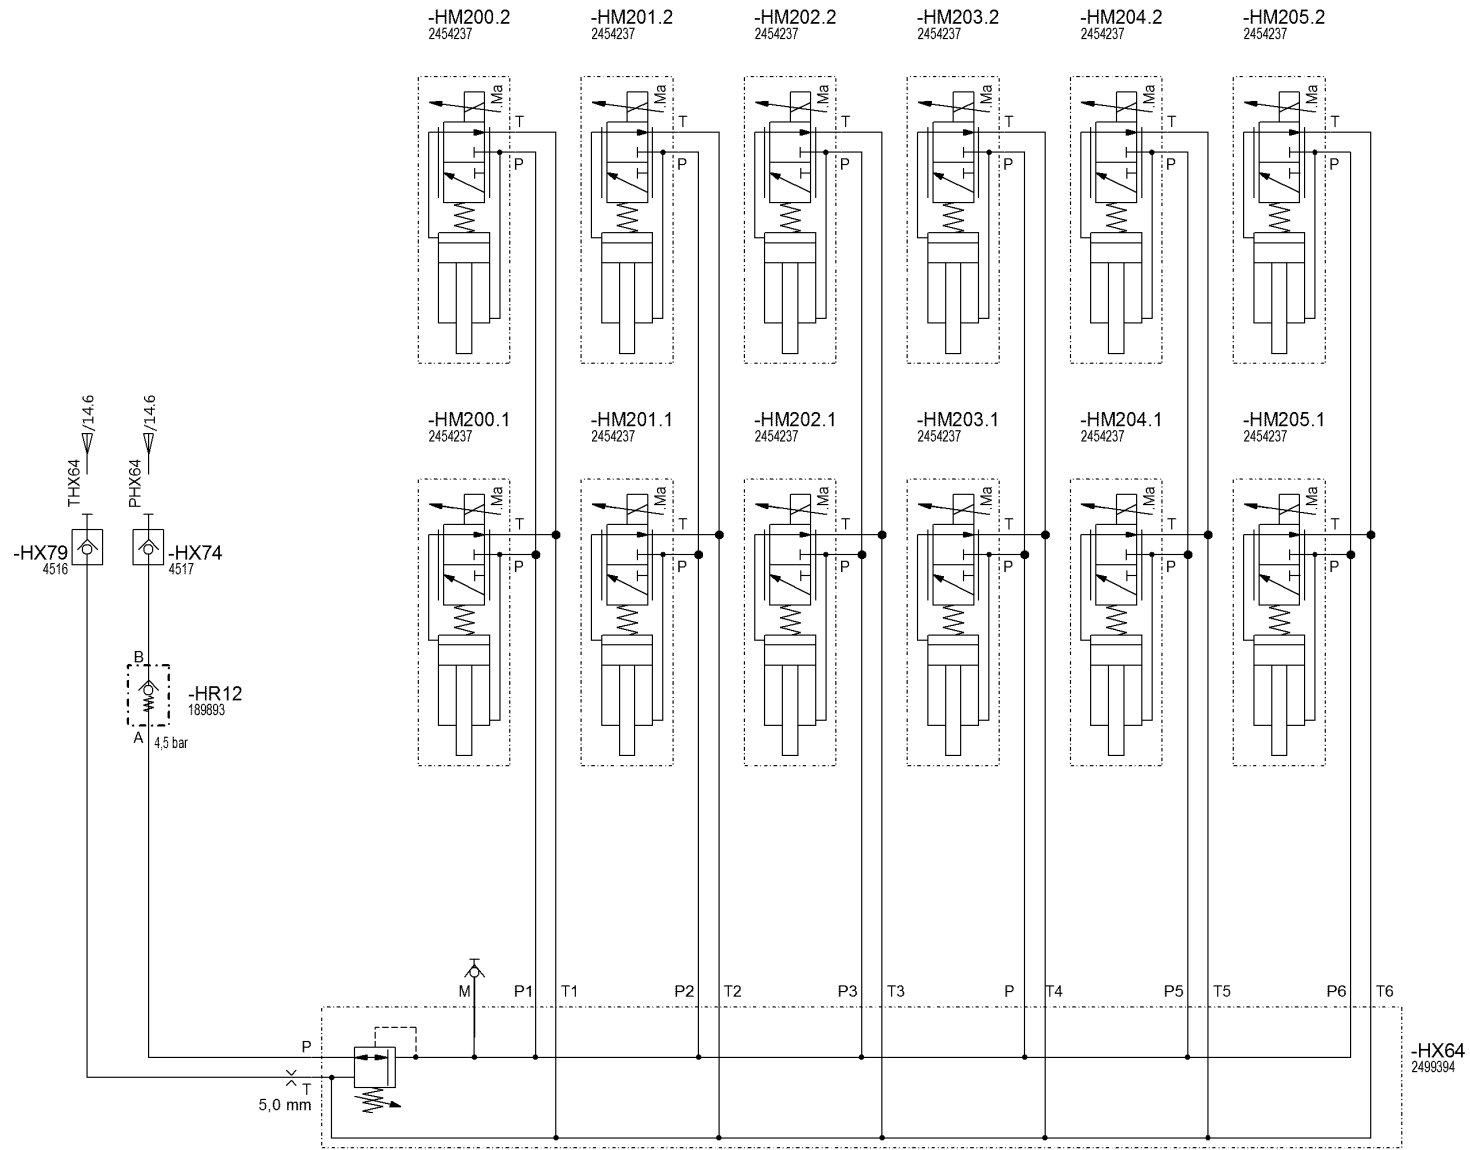 -HM200.2
2454237
-HM201.2
2454237
-HM202.2
2454237
-HM203.2
2454237
-HM204.2
2454237
-HM205.2
2454237
.Ma
T
P
.Ma
T
P
.Ma
T
P
.Ma
T
P
.Ma
T
P
.Ma
T
P
/14.6
/14.6
THX64
PHX64
-HM200.1
2454237
-HM201.1
2454237
-HM202.1
2454237
-HM203.1
2454237
-HM204.1
2454237
-HM205.1
2454237
.Ma
T
P
.Ma
T
P
.Ma
T
P
.Ma
T
P
.Ma
T
P
.Ma
T
P
-HX79
4516
-HX74
4517
B
-HR12
189893
A
4,5 bar
M
P1
T1
P2
T2
P3
T3
P
T4
P5
T5
P6
T6
P
-HX64
2499394
T
5,0 mm